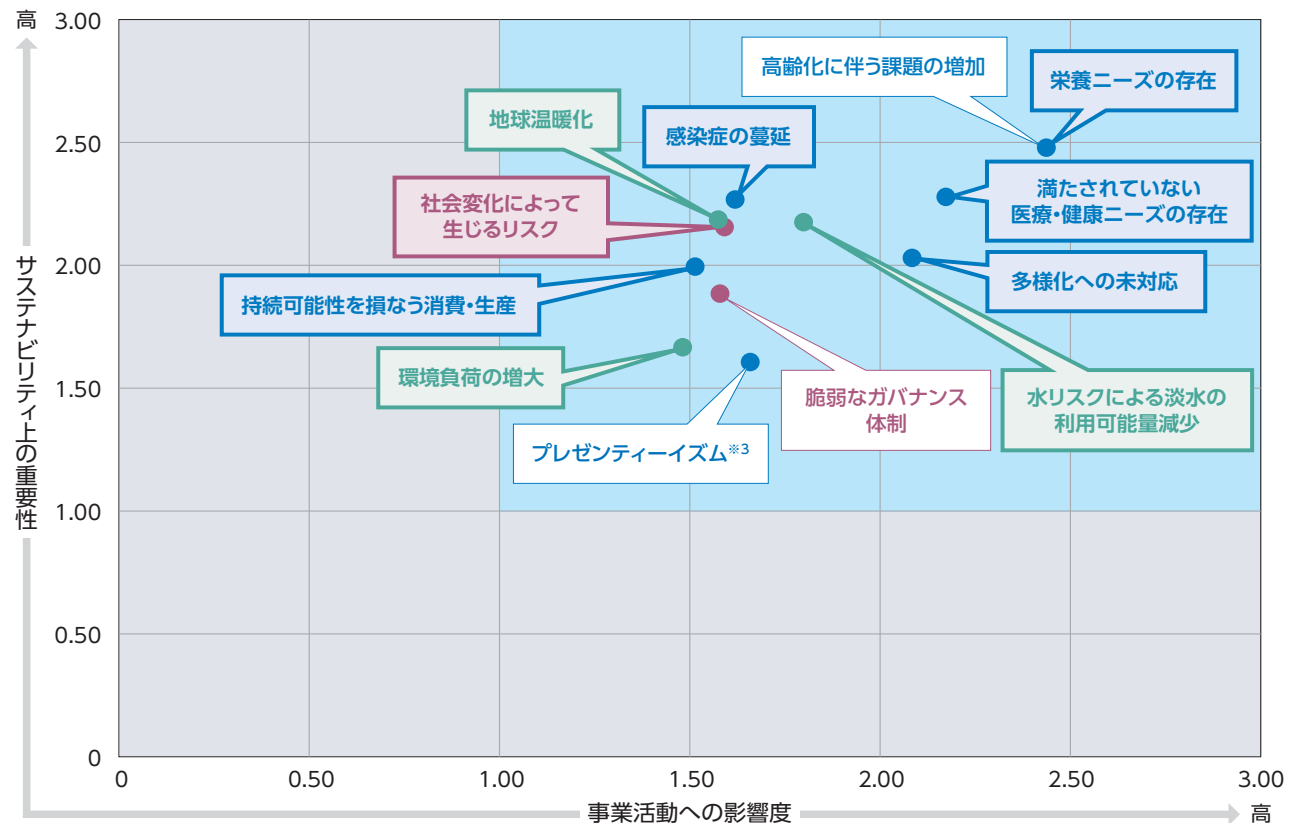 高
3.00
2.50
2.00
1.50
1.00
0.50
0
サステナビリティ上の重要性
高齢化に伴う課題の増加
栄養ニーズの存在
地球温暖化
感染症の蔓延
社会変化によって
生じるリスク
満たされていない
医療・健康ニーズの存在
持続可能性を損なう消費・生産
多様化への未対応
環境負荷の増大
脆弱なガバナンス
体制
水リスクによる淡水の
利用可能量減少
プレゼンティーイズム※3
0
0.50
1.00
1.50
2.00
2.50
3.00
事業活動への影響度
高